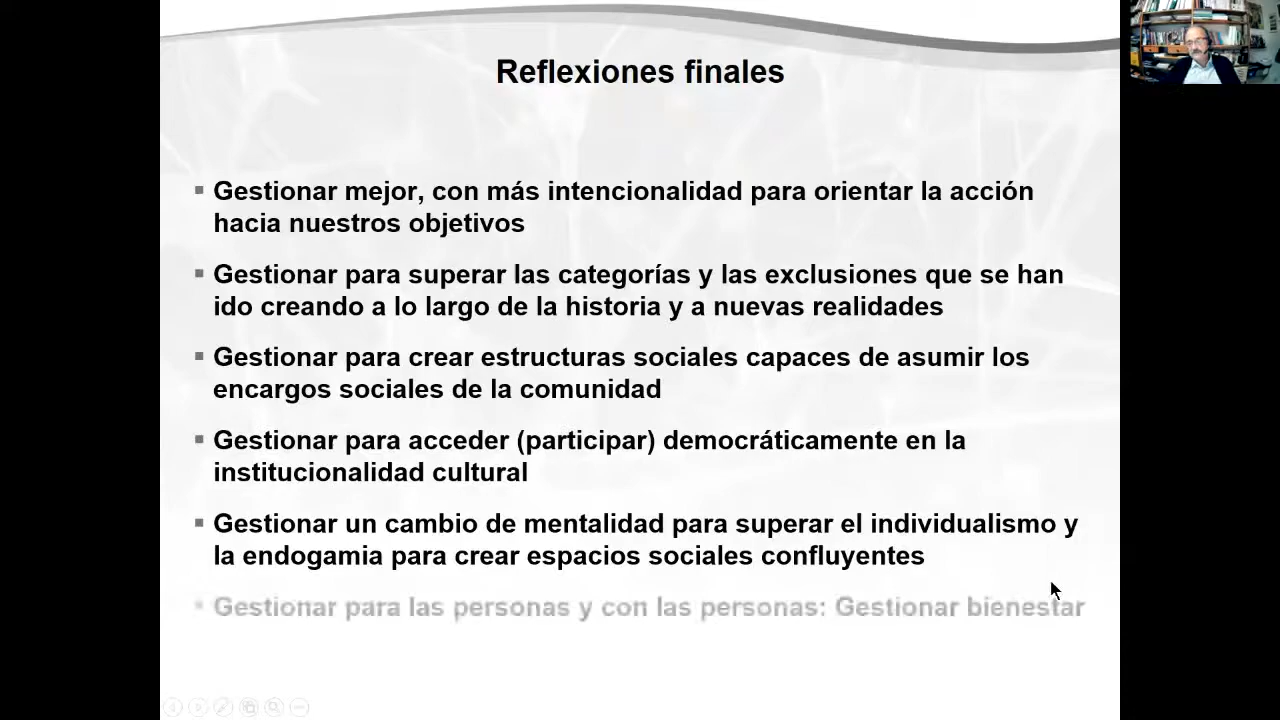 Reflexiones finales
Gestionar mejor, con más intencionalidad para orientar la acción
hacia nuestros objetivos
Gestionar para superar las categorías y las exclusiones que se han
ido creando a lo largo de la historia y a nuevas realidades
Gestionar para crear estructuras sociales capaces de asumir los
encargos sociales de la comunidad
Gestionar para acceder (participar) democráticamente en la
institucionalidad cultural
Gestionar un cambio de mentalidad para superar el individualismo y
la endogamia para crear espacios sociales confluyentes
Gestionar para las personas y con las personas: Gestionar bienestar